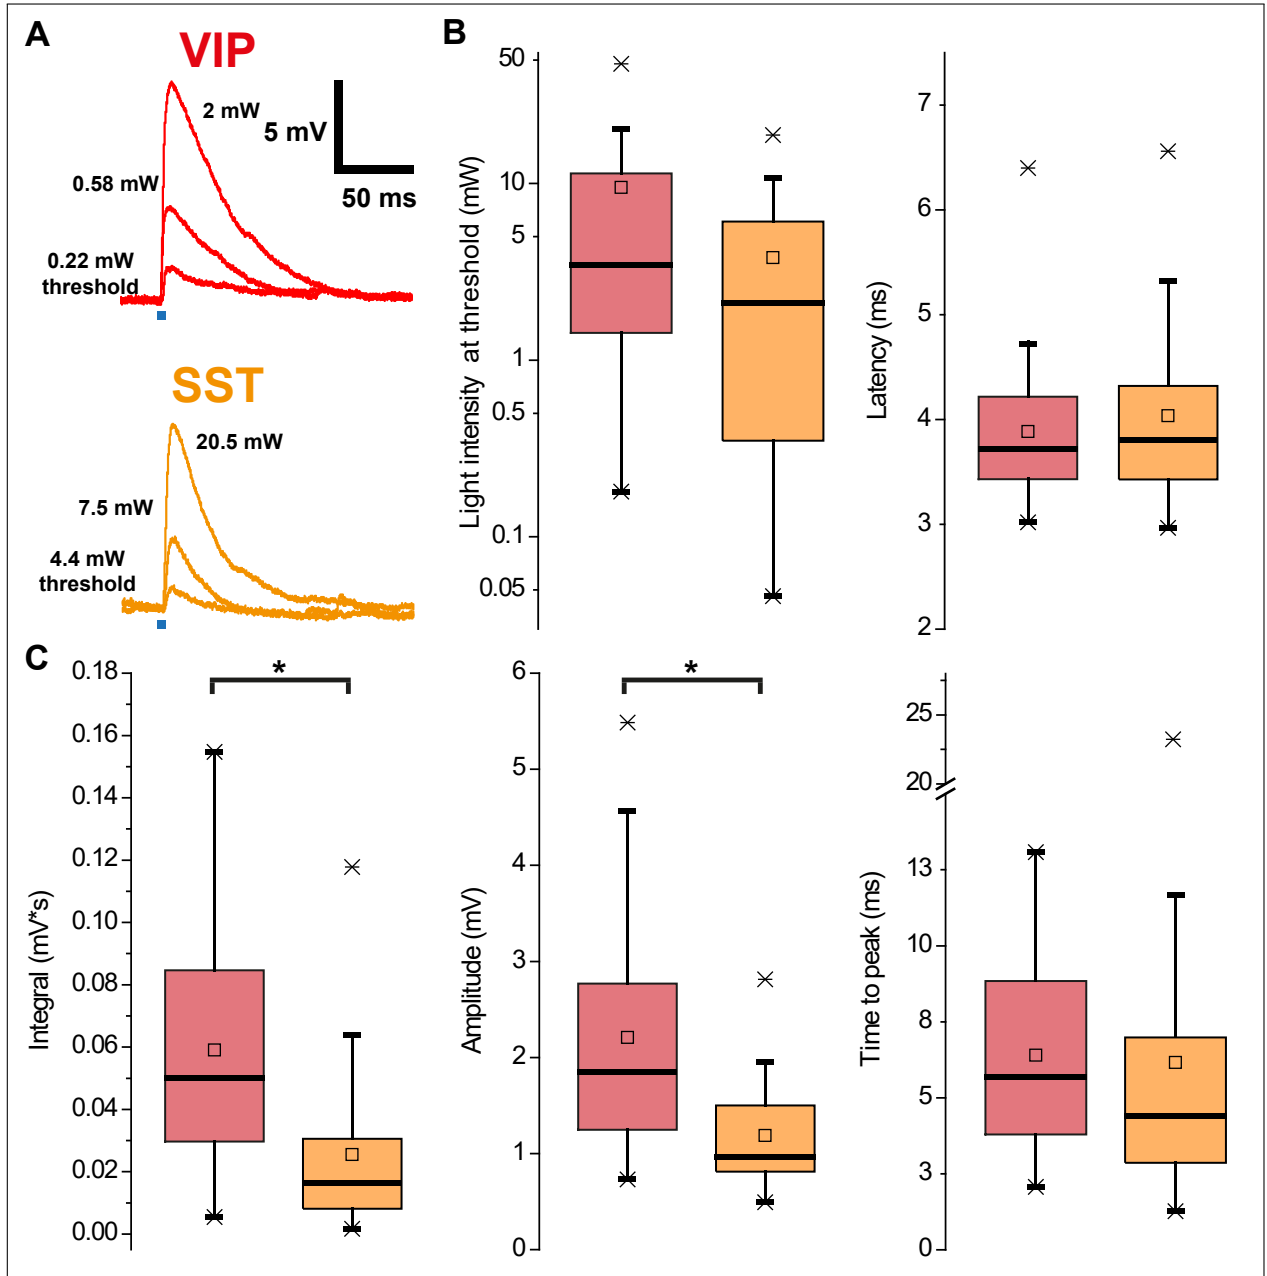 A
VIP
2 mW
5 mV
0.58 mW
50 ms
0.22 mW
threshold
SST
20.5 mW
7.5 mW
4.4 mW
threshold
B
Light intensity at threshold (mW)
50
10
5
1
0.5
0.1
0.05
Latency (ms)
7
6
5
4
3
2
C
Integral (mV*s)
0.18
0.16
0.14
0.12
0.10
0.08
0.06
0.04
0.02
0.00
*
Amplitude (mV)
6
5
4
3
2
1
0
*
Time to peak (ms)
25
20
13
10
8
5
3
0